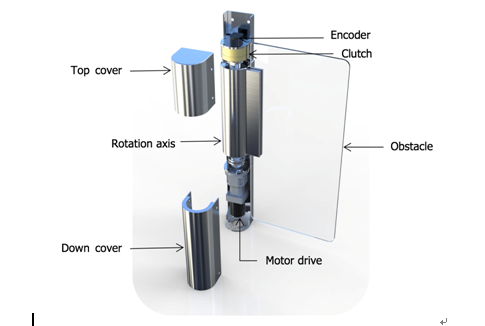 Encoder
Clutch
Top cover
Rotation axis
Obstacle
Down cover
Motor drive